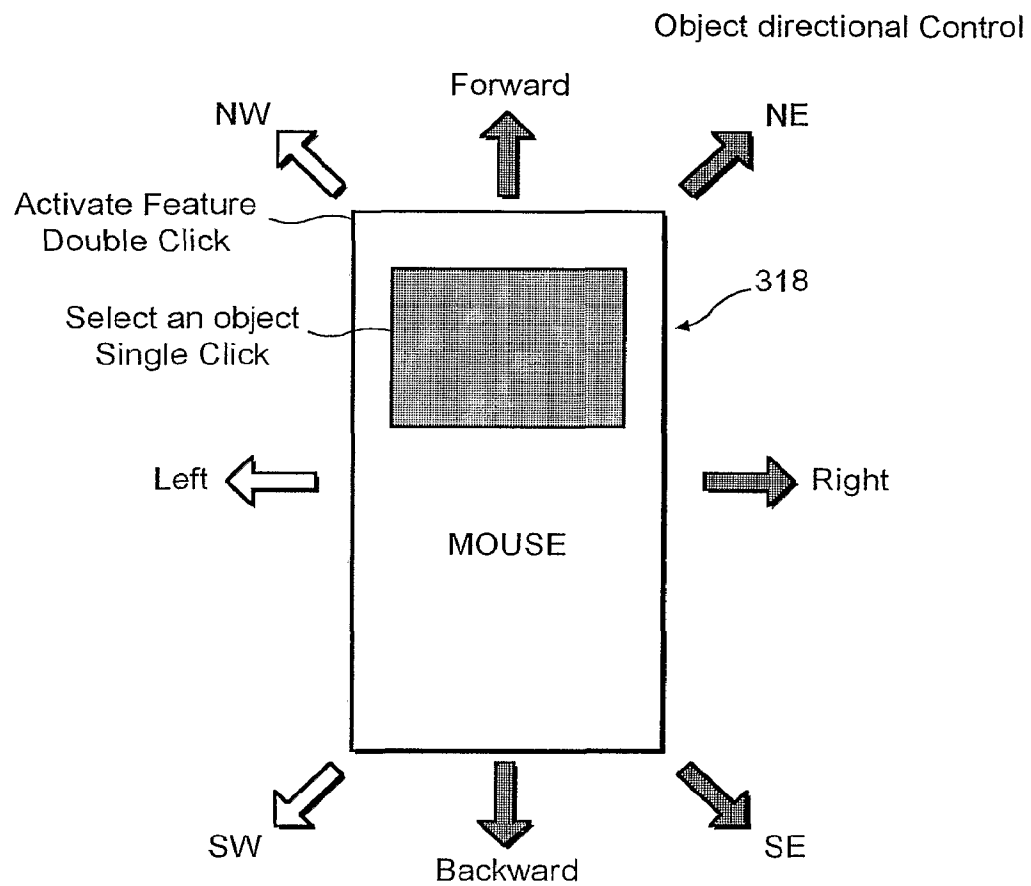 Object directional Control
Forward
NW
NE
Activate Feature
Double Click
318
Select an object
Single Click
Left
Right
MOUSE
SW
SE
Backward